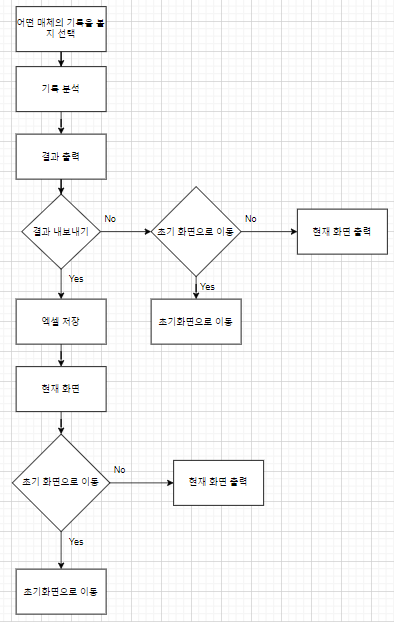 어떤 매체의 기록을 볼
지 선택
기록 분석
결과 출력
결과 내보내기
No
초기 화면으로 이동
No
현재 화면 출력
Yes
Yes
엑셀 저장
초기화면으로 이동
현재 화면
초기 화면으로 이동
No
현재 화면 출력
Yes
초기화면으로 이동